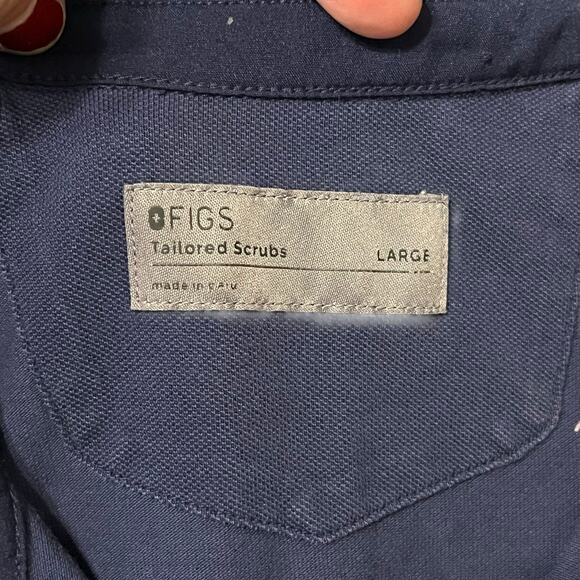 FIGS
Tailored Scrubs LARGE
made in